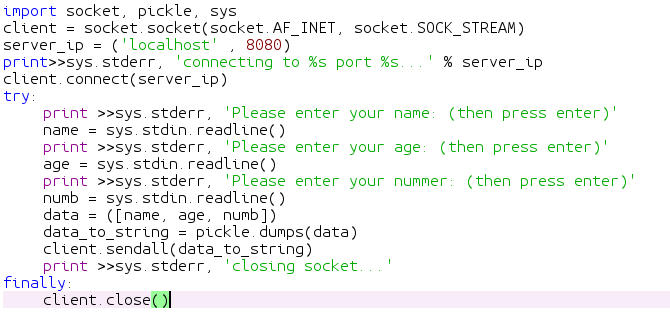 import socket, pickle, sys
client = socket.socket(socket.AF_INET, socket.SOCK_STREAM)
server_ip = ('localhost' , 8080)
print>>sys.stderr, 'connecting to %s port %s...' % server_ip
client.connect(server_ip)
try:
    print >>sys.stderr, 'Please enter your name: (then press enter)'
    name = sys.stdin.readline()
    print >>sys.stderr, 'Please enter your age: (then press enter)'
    age = sys.stdin.readline()
    print >>sys.stderr, 'Please enter your nummer: (then press enter)'
    numb = sys.stdin.readline()
    data = ([name, age, numb])
    data_to_string = pickle.dumps(data)
    client.sendall(data_to_string)
    print >>sys.stderr, 'closing socket...'
finally:
    client.close()